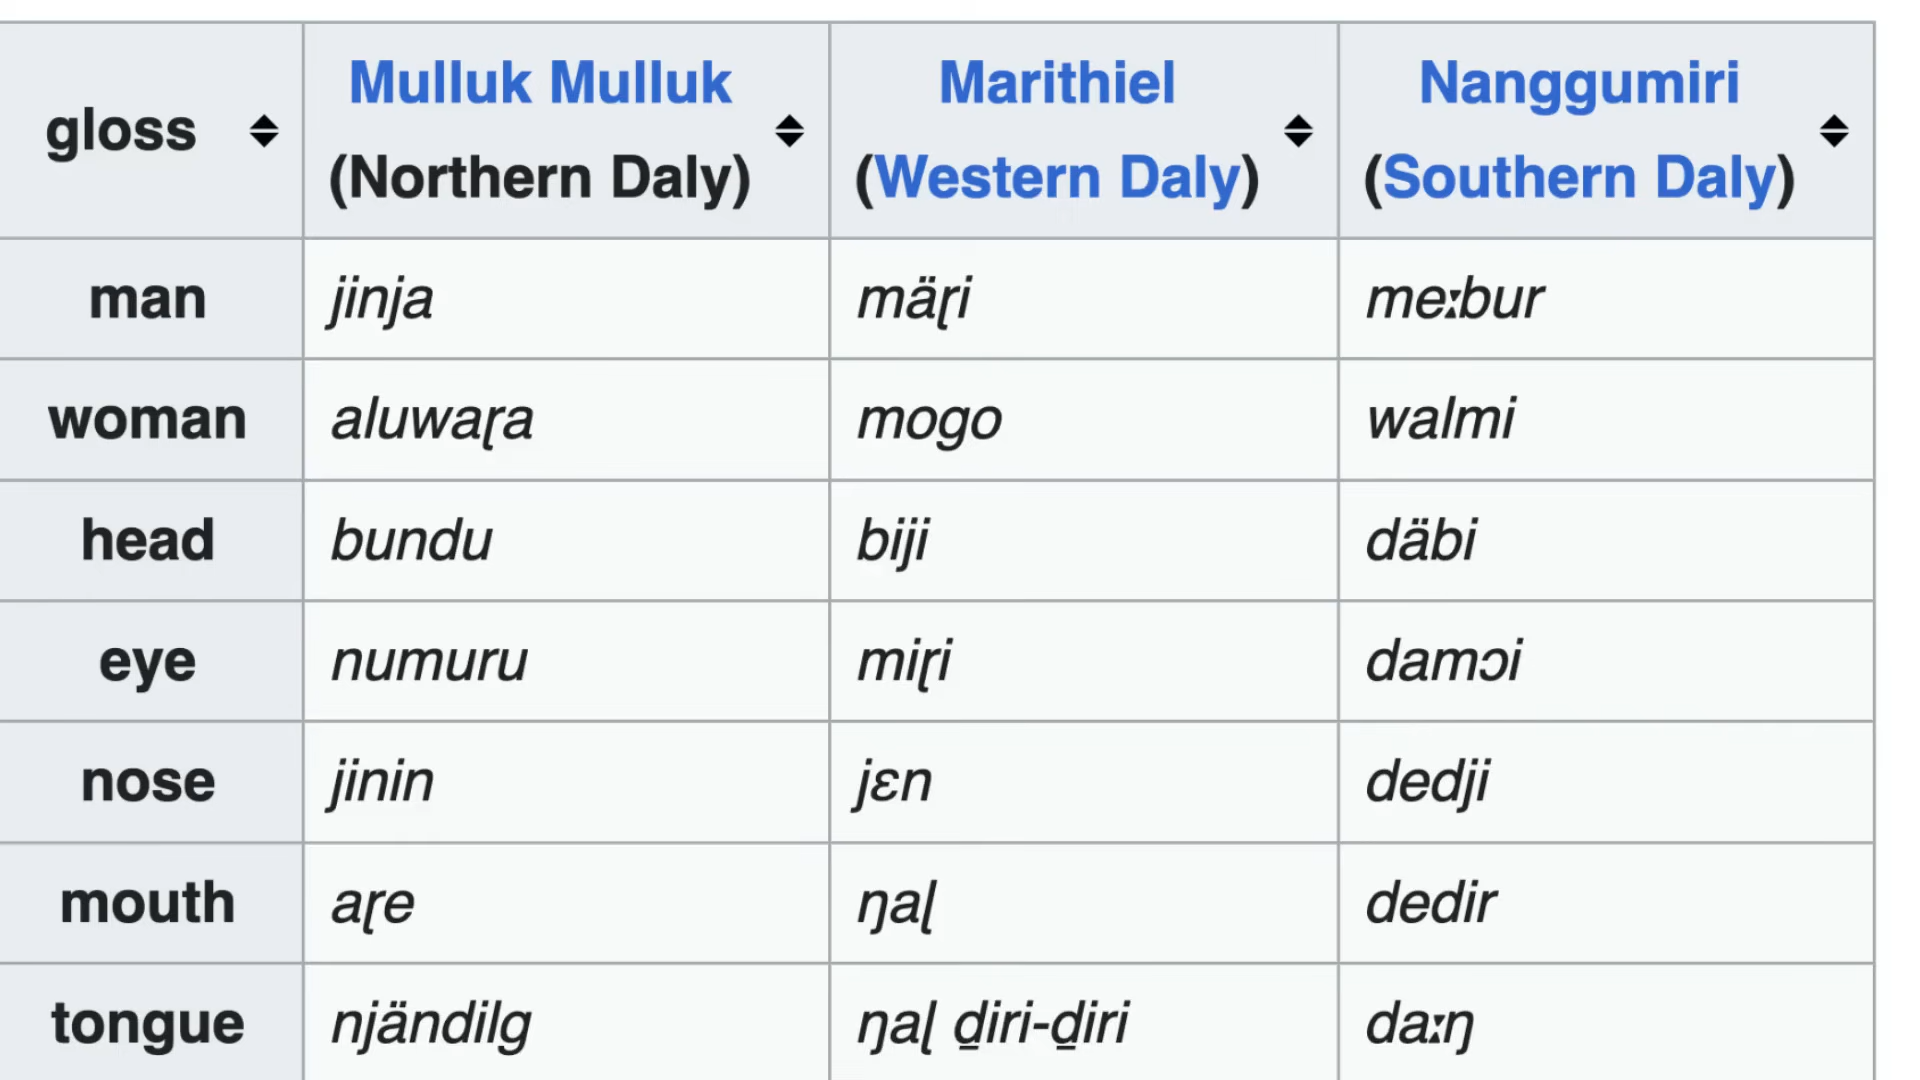 gloss Mulluk Mulluk (Northern Daly) Marithiel (Western Daly) Nanggumiri (Southern Daly)
man jinja mäɽi meːbur
woman aluwaɽa mogo walmi
head bundu biji däbi
eye numuru miɽi damɔi
nose jinin jɛn dedji
mouth aɽe ŋaɭ dedir
tongue njändilg ŋaɭ ḏiri-ḏiri daːŋ